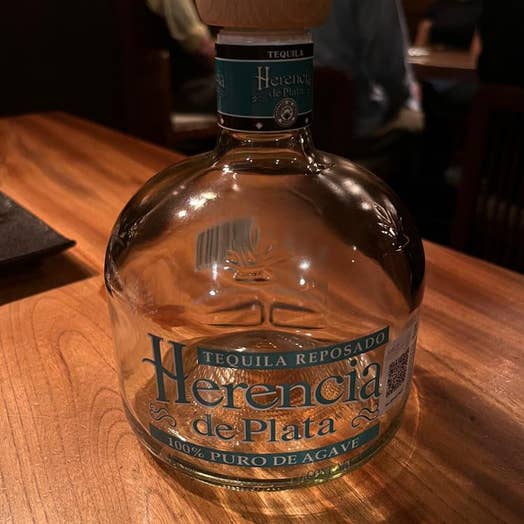 TEQUILA
Herencia
de Plata
TEQUILA REPOSADO
Herencia
de Plata
100% PURO DE AGAVE